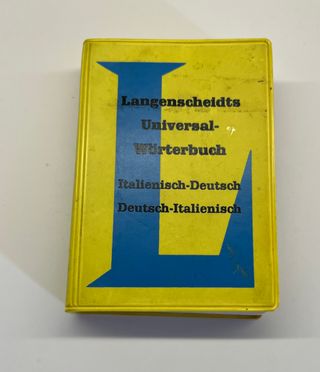 Langenscheidts
Universal-
Wörterbuch
Italienisch-Deutsch
Deutsch-Italienisch
L